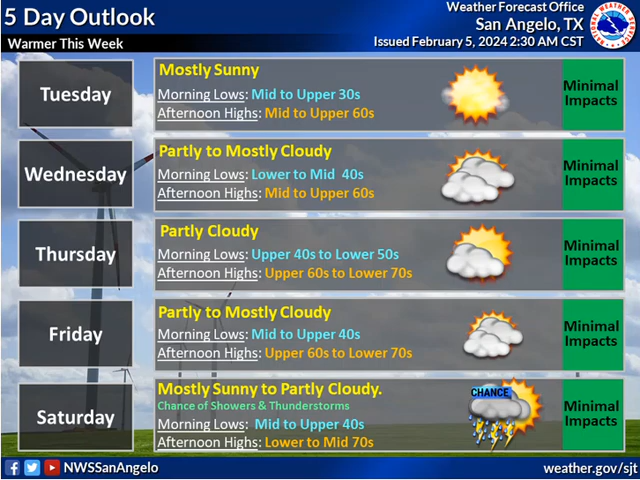 5 Day Outlook
Warmer This Week
Weather Forecast Office
San Angelo, TX
Issued February 5, 2024 2:30 AM CST
NATIONAL WEATHER SERVICE
Tuesday
Mostly Sunny
Morning Lows: Mid to Upper 30s
Afternoon Highs: Mid to Upper 60s
Minimal
Impacts
Wednesday
Partly to Mostly Cloudy
Morning Lows: Lower to Mid 40s
Afternoon Highs: Mid to Upper 60s
Minimal
Impacts
Thursday
Partly Cloudy
Morning Lows: Upper 40s to Lower 50s
Afternoon Highs: Upper 60s to Lower 70s
Minimal
Impacts
Friday
Partly to Mostly Cloudy
Morning Lows: Mid to Upper 40s
Afternoon Highs: Upper 60s to Lower 70s
Minimal
Impacts
Saturday
Mostly Sunny to Partly Cloudy.
Chance of Showers & Thunderstorms
Morning Lows: Mid to Upper 40s
Afternoon Highs: Lower to Mid 70s
CHANCE
Minimal
Impacts
NWSSanAngelo
weather.gov/sjt